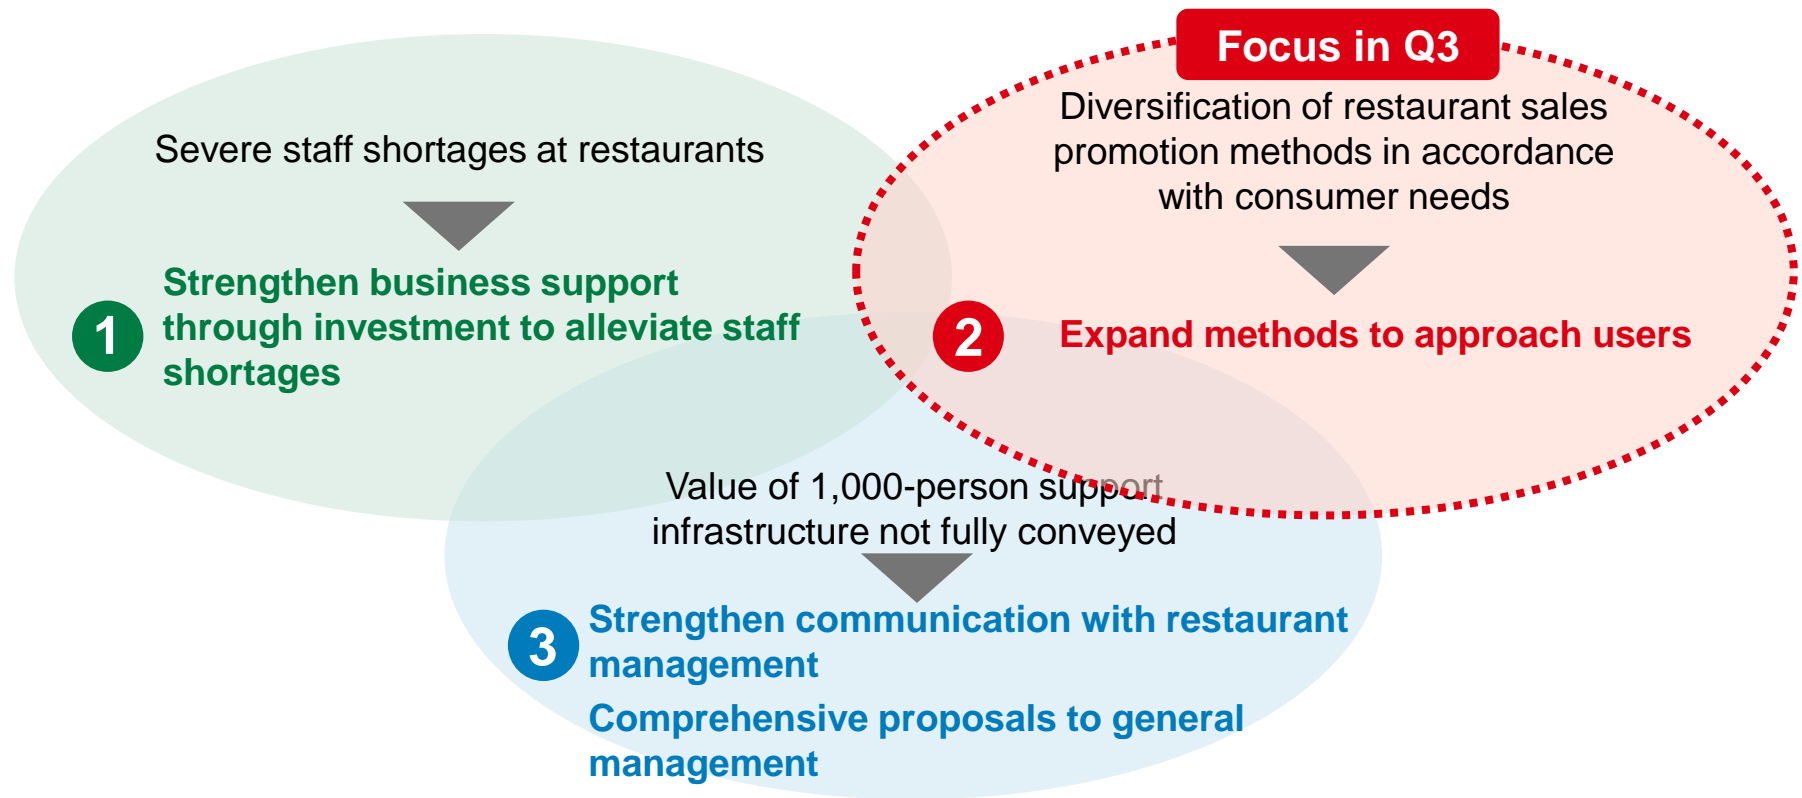 Severe staff shortages at restaurants
1
Strengthen business support
through investment to alleviate staff
shortages
Focus in Q3
Diversification of restaurant sales
promotion methods in accordance
with consumer needs
2
Expand methods to approach users
Value of 1,000-person support
infrastructure not fully conveyed
3
Strengthen communication with restaurant
management
Comprehensive proposals to general
management